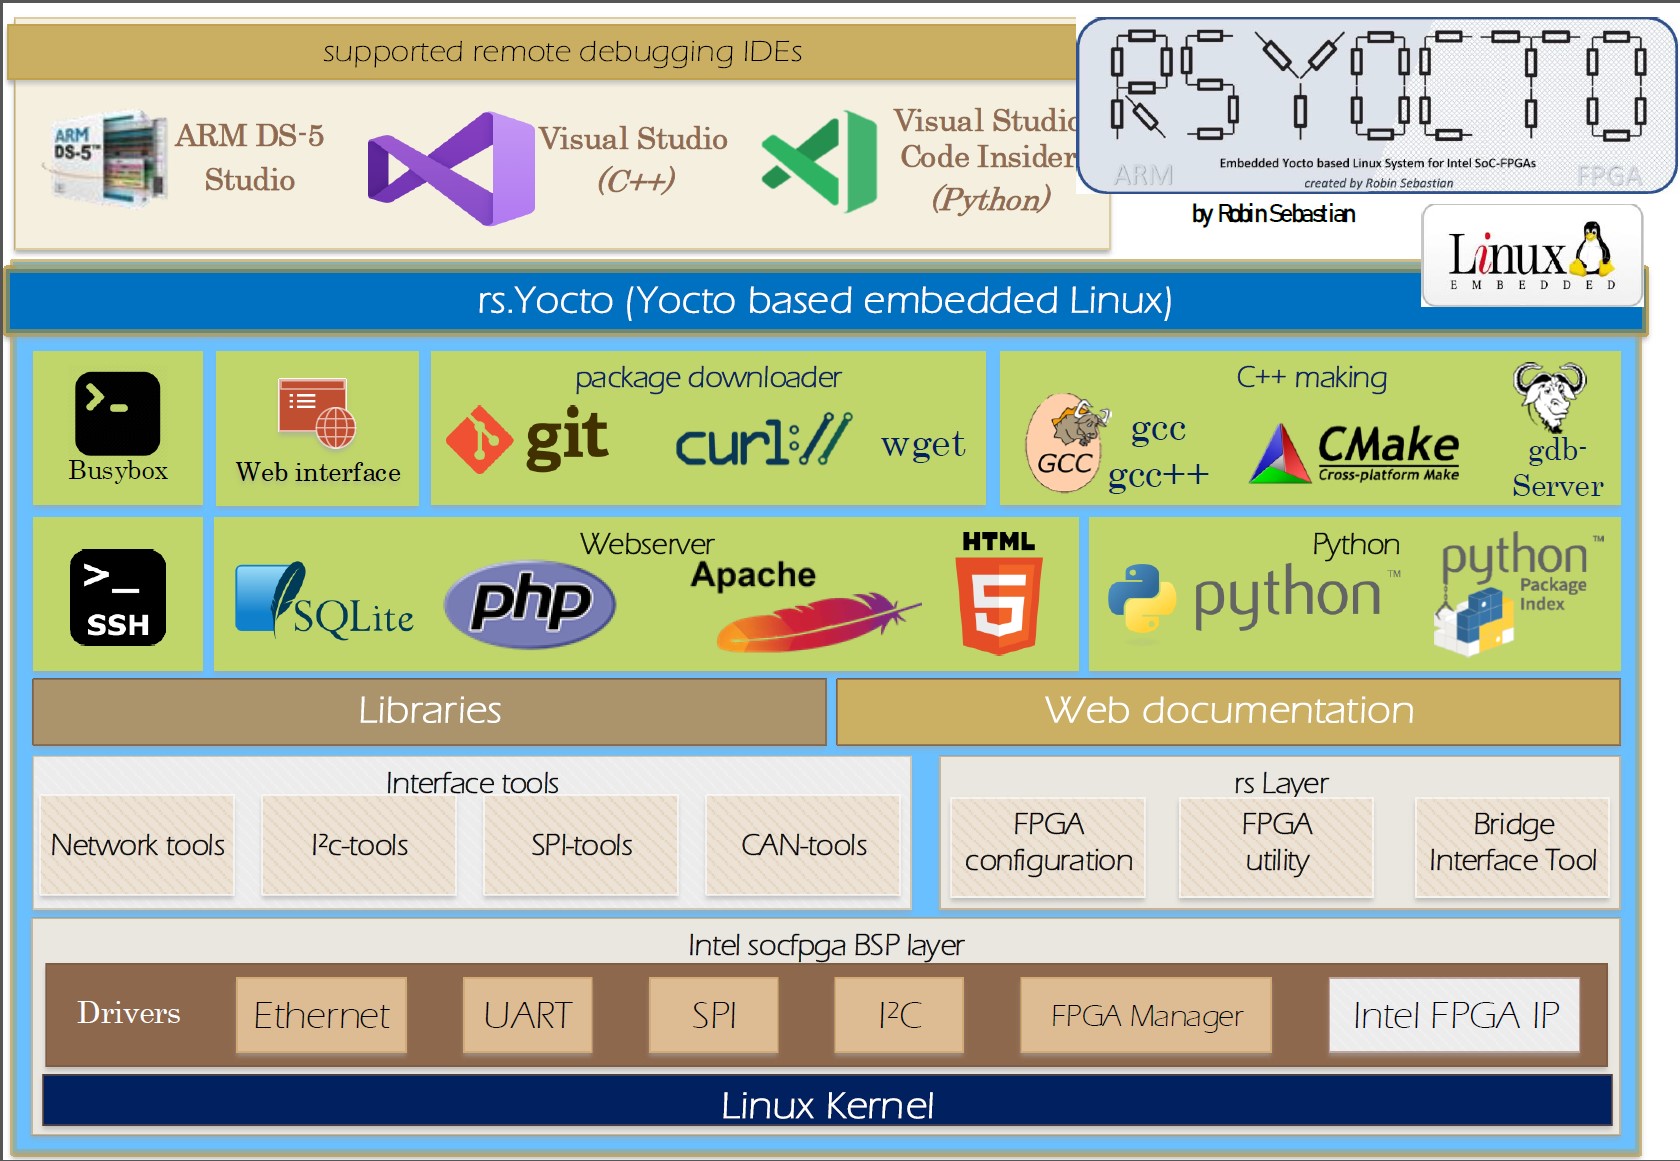 supported remote debugging IDEs
ARM
DS-5™
ARM DS-5
Studio
Visual Studio
(C++)
Visual Studio
Code Insider
(Python)
RSYOCTO
ARM
FPGA
Embedded Yocto based Linux System for Intel SoC-FPGAs
created by Robin Sebastian
by Robin Sebastian
Linux
EMBEDDED
rs.Yocto (Yocto based embedded Linux)
>-
Busybox
Web interface
package downloader
git
curl://
wget
C++ making
GCC
gcc
gcc++
CMake
Cross-platform Make
gdb-
Server
>_
SSH
Webserver
SQLite
php
Apache
HTML
5
Python
python™
python™
Package
Index
Libraries
Web documentation
Interface tools
Network tools
I²c-tools
SPI-tools
CAN-tools
rs Layer
FPGA
configuration
FPGA
utility
Bridge
Interface Tool
Intel socfpga BSP layer
Drivers
Ethernet
UART
SPI
I²C
FPGA Manager
Intel FPGA IP
Linux Kernel